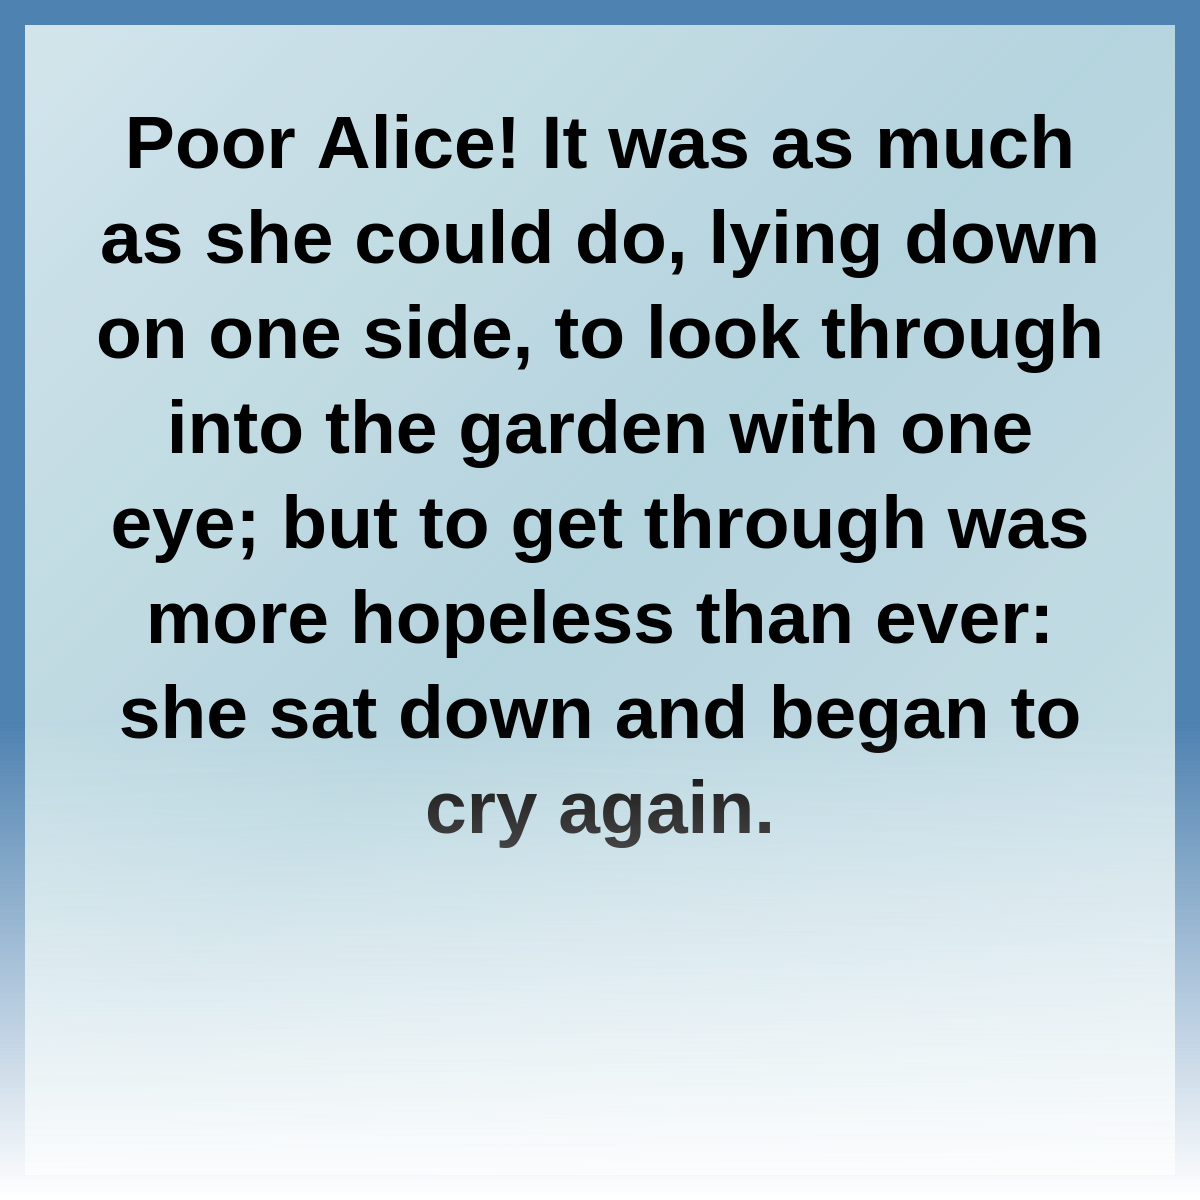 Poor Alice! It was as much
as she could do, lying down
on one side, to look through
into the garden with one
eye; but to get through was
more hopeless than ever:
she sat down and began to
cry again.